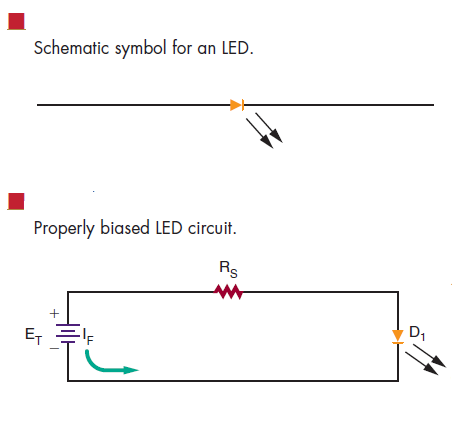 Schematic symbol for an LED.
Properly biased LED circuit.
RS
+
ET
IF
−
D1